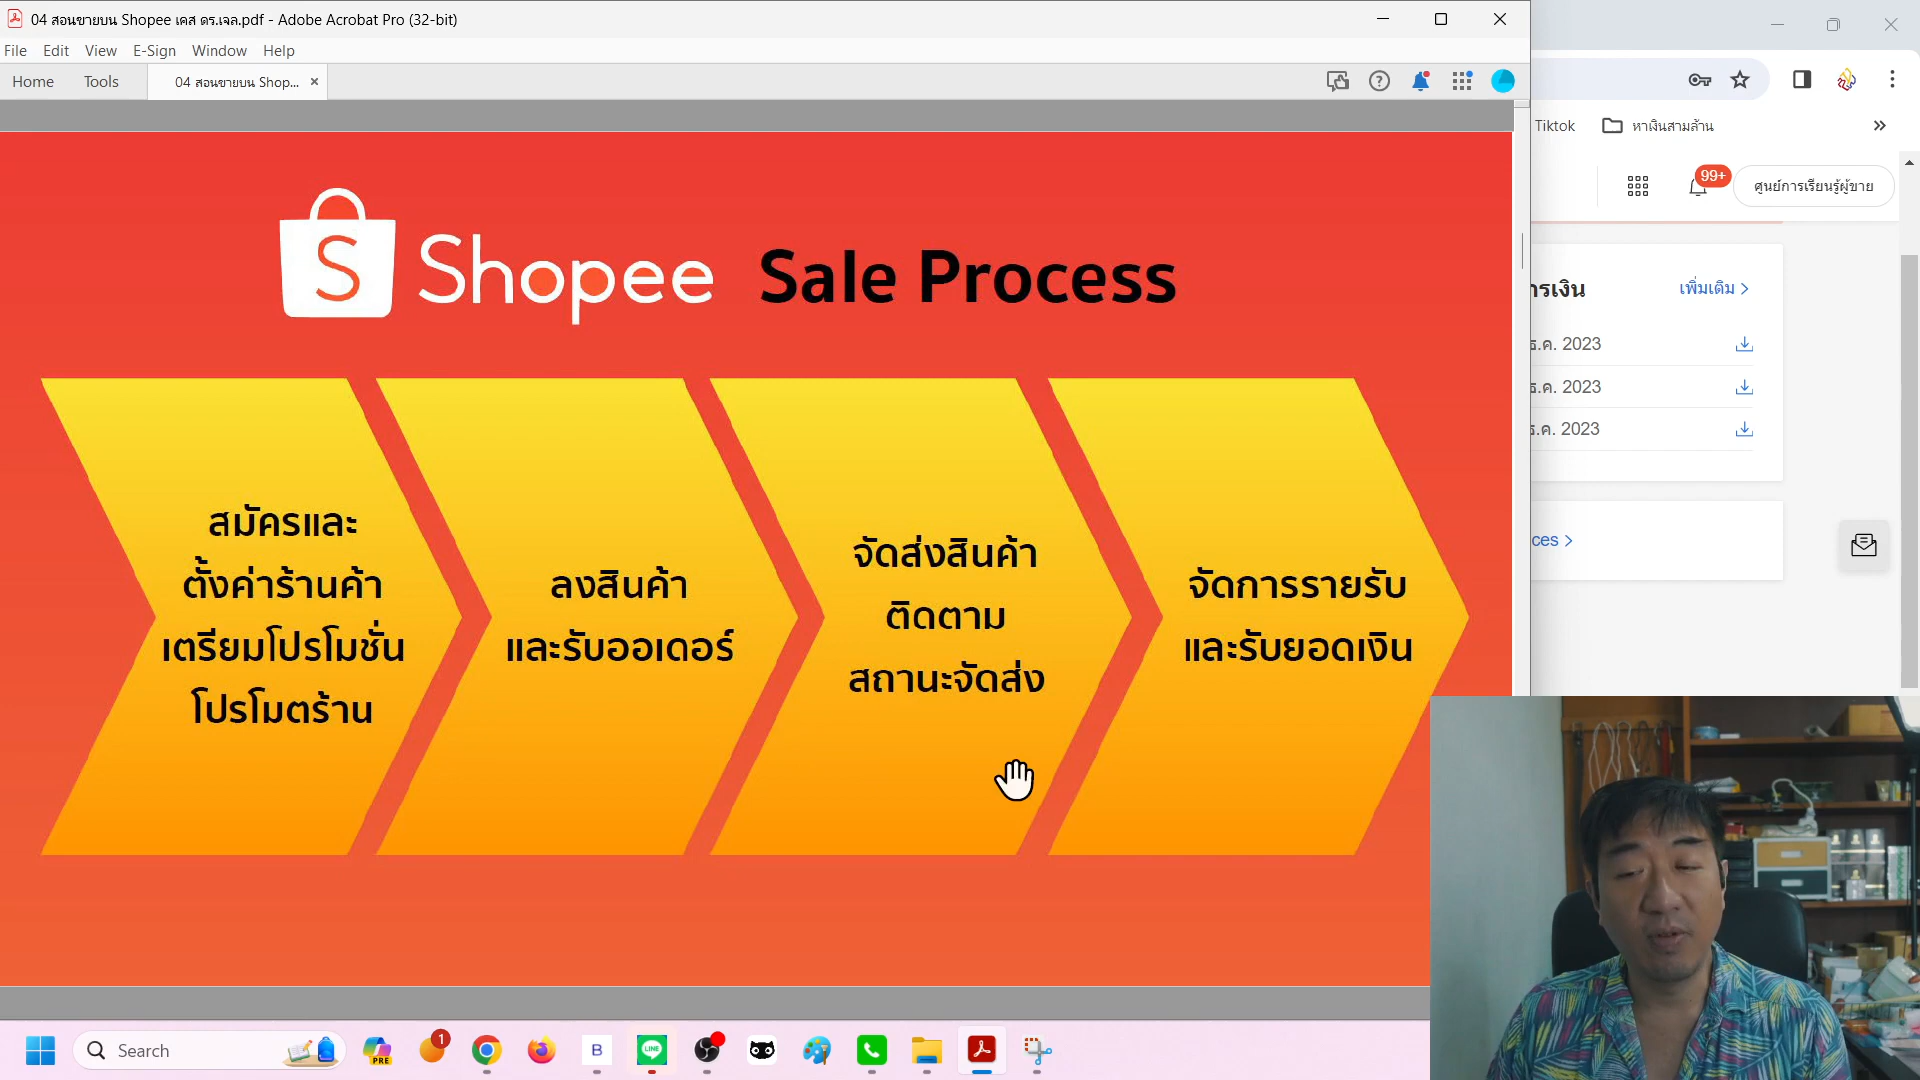 04 สอนขายบน Shopee เคส ดร.เจล.pdf - Adobe Acrobat Pro (32-bit)
File Edit View E-Sign Window Help
Home Tools 04 สอนขายบน Shop...
Tiktok หาเงินสามล้าน
99+
ศูนย์การเรียนรู้ผู้ขาย
S Shopee Sale Process
ารเงิน เพิ่มเติม
ธ.ค. 2023
ธ.ค. 2023
ธ.ค. 2023
ces
สมัครและ
ตั้งค่าร้านค้า
เตรียมโปรโมชั่น
โปรโมตร้าน
ลงสินค้า
และรับออเดอร์
จัดส่งสินค้า
ติดตาม
สถานะจัดส่ง
จัดการรายรับ
และรับยอดเงิน
Search
PRE
1
B
LINE